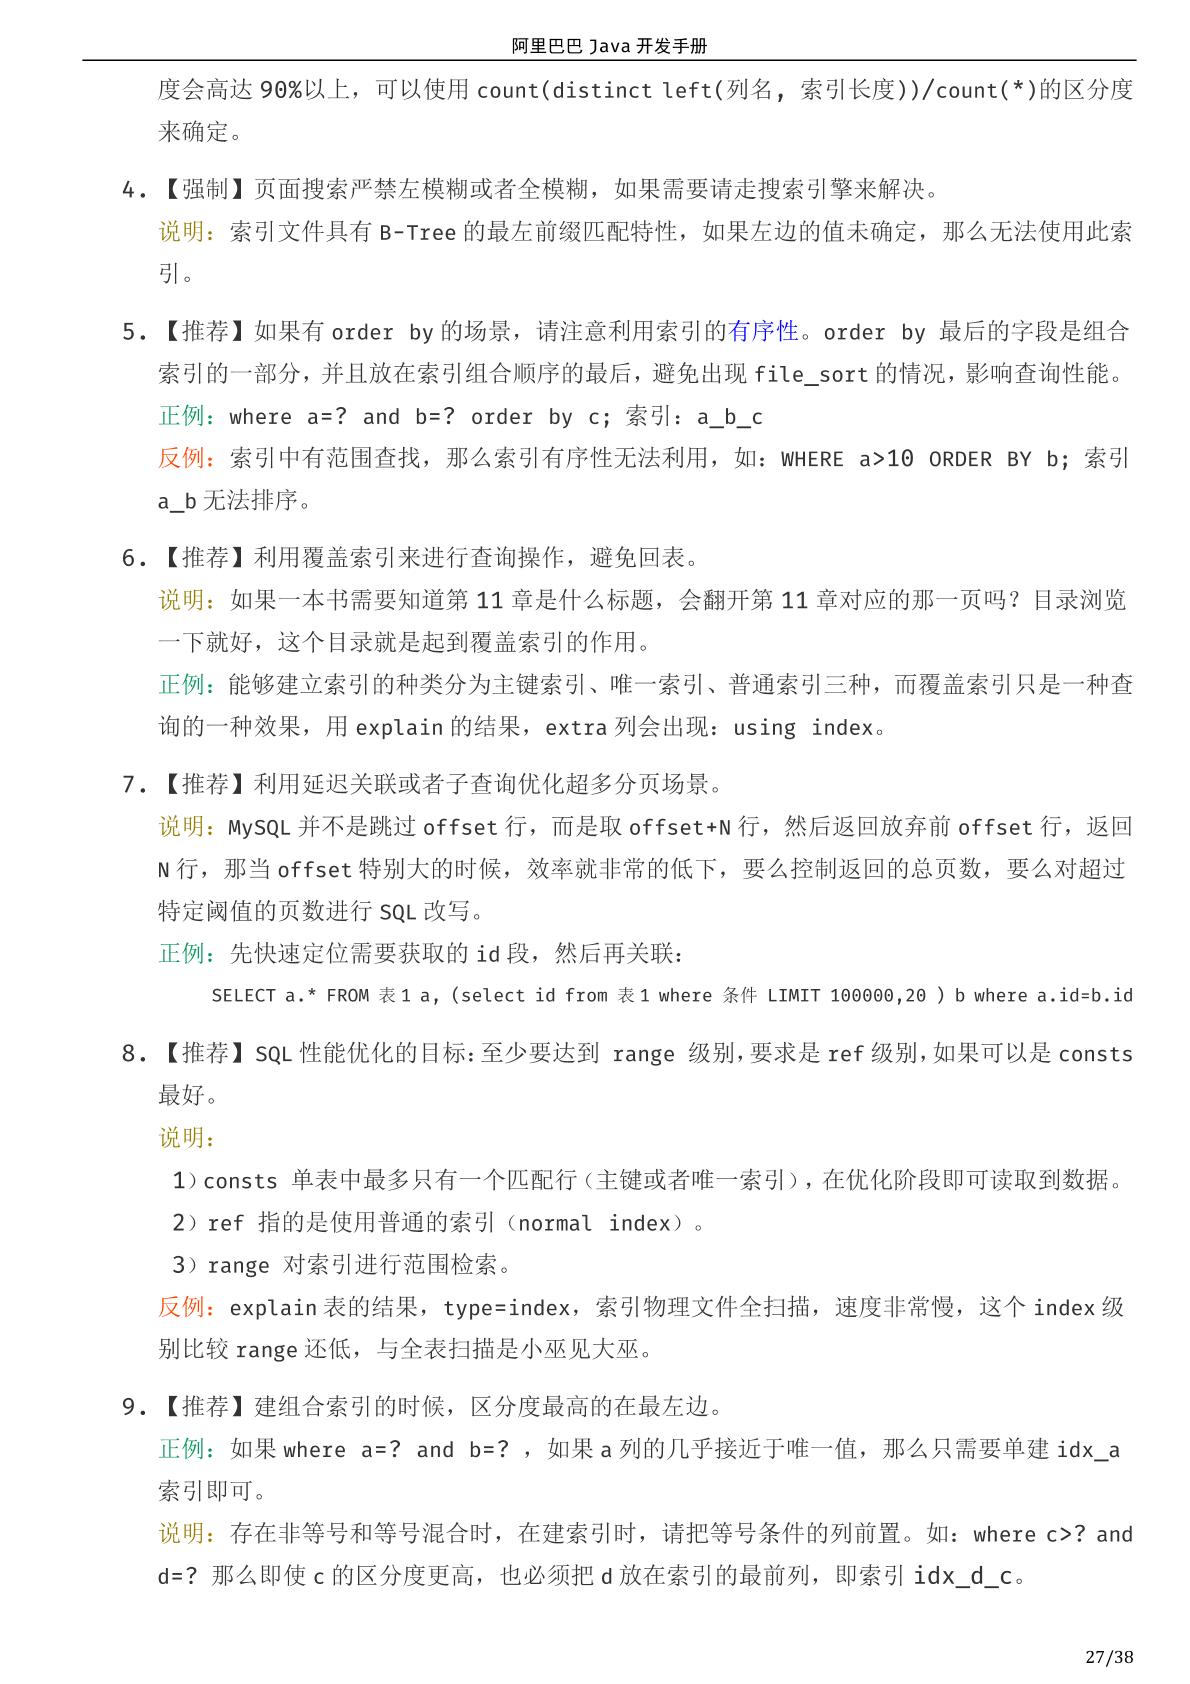 阿里巴巴 Java 开发手册
度会高达 90%以上，可以使用 count(distinct left(列名, 索引长度))/count(*)的区分度
来确定。
4. 【强制】页面搜索严禁左模糊或者全模糊，如果需要请走搜索引擎来解决。
说明：索引文件具有 B-Tree 的最左前缀匹配特性，如果左边的值未确定，那么无法使用此索
引。
5. 【推荐】如果有 order by 的场景，请注意利用索引的有序性。order by 最后的字段是组合
索引的一部分，并且放在索引组合顺序的最后，避免出现 file_sort 的情况，影响查询性能。
正例：where a=? and b=? order by c; 索引：a_b_c
反例：索引中有范围查找，那么索引有序性无法利用，如：WHERE a>10 ORDER BY b; 索引
a_b 无法排序。
6. 【推荐】利用覆盖索引来进行查询操作，避免回表。
说明：如果一本书需要知道第 11 章是什么标题，会翻开第 11 章对应的那一页吗？目录浏览
一下就好，这个目录就是起到覆盖索引的作用。
正例：能够建立索引的种类分为主键索引、唯一索引、普通索引三种，而覆盖索引只是一种查
询的一种效果，用 explain 的结果，extra 列会出现：using index。
7. 【推荐】利用延迟关联或者子查询优化超多分页场景。
说明：MySQL 并不是跳过 offset 行，而是取 offset+N 行，然后返回放弃前 offset 行，返回
N 行，那当 offset 特别大的时候，效率就非常的低下，要么控制返回的总页数，要么对超过
特定阈值的页数进行 SQL 改写。
正例：先快速定位需要获取的 id 段，然后再关联：
SELECT a.* FROM 表 1 a, (select id from 表 1 where 条件 LIMIT 100000,20 ) b where a.id=b.id
8. 【推荐】SQL 性能优化的目标：至少要达到 range 级别，要求是 ref 级别，如果可以是 consts
最好。
说明：
1）consts 单表中最多只有一个匹配行（主键或者唯一索引），在优化阶段即可读取到数据。
2）ref 指的是使用普通的索引（normal index）。
3）range 对索引进行范围检索。
反例：explain 表的结果，type=index，索引物理文件全扫描，速度非常慢，这个 index 级
别比较 range 还低，与全表扫描是小巫见大巫。
9. 【推荐】建组合索引的时候，区分度最高的在最左边。
正例：如果 where a=? and b=? ，如果 a 列的几乎接近于唯一值，那么只需要单建 idx_a
索引即可。
说明：存在非等号和等号混合时，在建索引时，请把等号条件的列前置。如：where c>? and
d=? 那么即使 c 的区分度更高，也必须把 d 放在索引的最前列，即索引 idx_d_c。
27/38